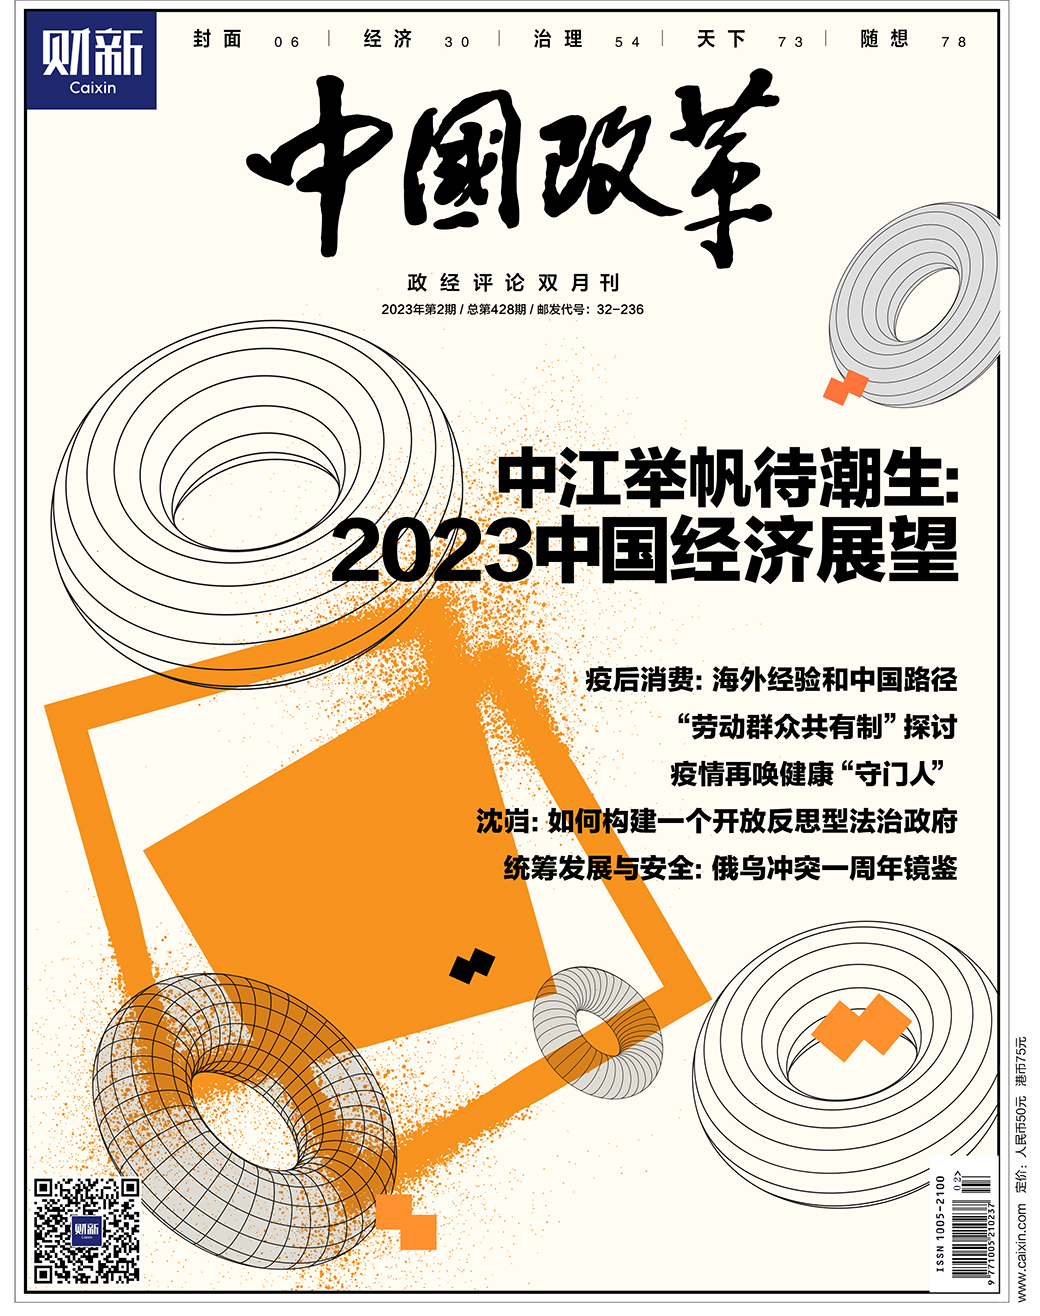 财新
Caixin
封面 06 | 经济 30 | 治理 54 | 天下 73 | 随想 78
中國改革
政经评论双月刊
2023年第2期 / 总第428期 / 邮发代号：32-236
中江举帆待潮生:
2023中国经济展望
疫后消费: 海外经验和中国路径
“劳动群众共有制”探讨
疫情再唤健康“守门人”
沈岿: 如何构建一个开放反思型法治政府
统筹发展与安全: 俄乌冲突一周年镜鉴
财新
Caixin
ISSN 1005-2100
02>
9 771005 210237
www.caixin.com 定价：人民币50元 港币75元